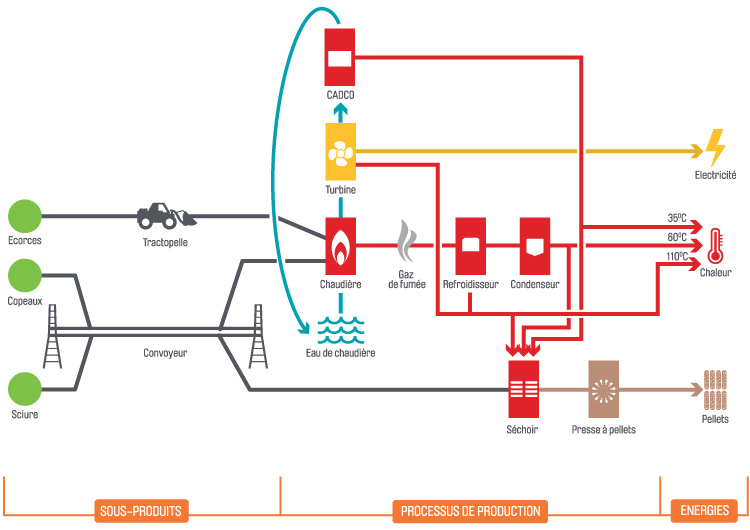 CADCO
Turbine
Electricité
Ecorces
Tractopelle
35°C
60°C
110°C
Chaleur
Chaudière
Gaz
de fumée
Refroidisseur
Condenseur
Copeaux
Convoyeur
Eau de chaudière
Sciure
Séchoir
Presse à pellets
Pellets
SOUS-PRODUITS
PROCESSUS DE PRODUCTION
ENERGIES